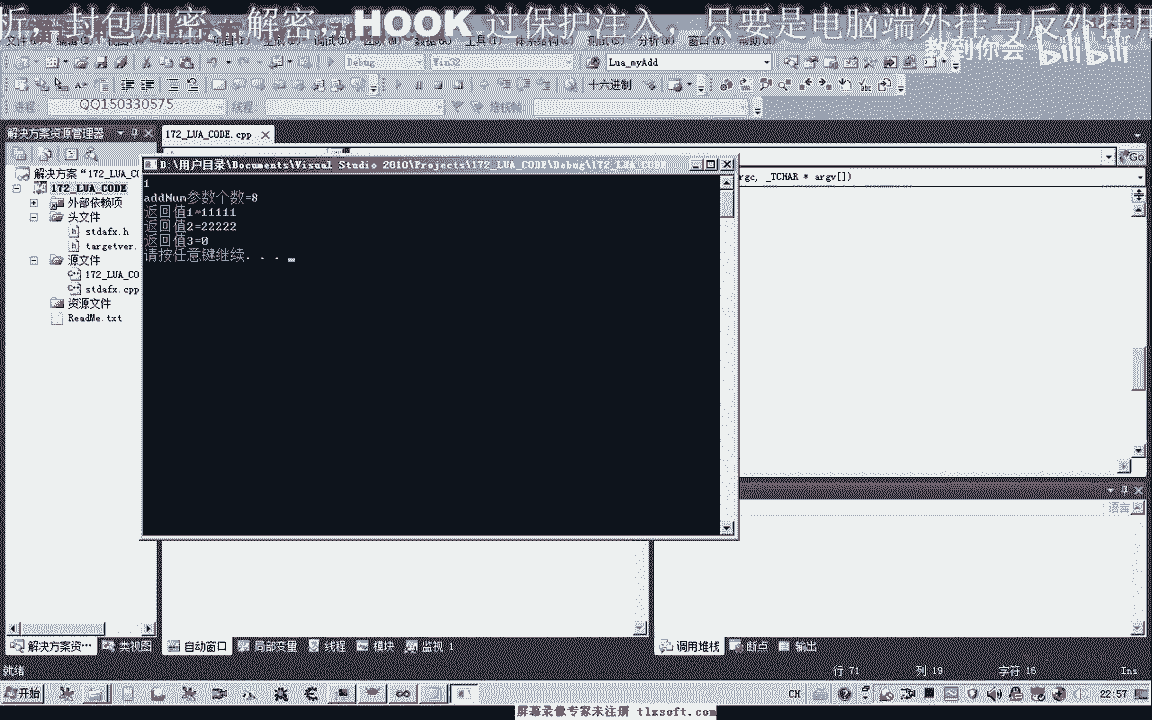 析，封包加密、解密，HOOK 过保护注入，只要是电脑端外挂与反外挂
教到你会 bilibili
Debug Win32 Lua_myAdd
十六进制
QQ150330575
解决方案资源管理器
172_LUA_CODE.cpp
D:\用户目录\Documents\Visual Studio 2010\Projects\172_LUA_CODE\Debug\172_LUA_CODE
Go
rgc, _TCHAR * argv[])
解决方案“172_LUA_CO
172_LUA_CODE
外部依赖项
头文件
stdafx.h
targetver.
源文件
172_LUA_CO
stdafx.cpp
资源文件
ReadMe.txt
1
addNum参数个数=8
返回值1=11111
返回值2=22222
返回值3=0
请按任意键继续. . .
语言
解决方案资… 类视图 自动窗口 局部变量 线程 模块 监视 1 调用堆栈 断点 输出
就绪 行 71 列 19 字符 16 Ins
开始 CH 22:57
屏幕录像专家未注册 tlxsoft.com